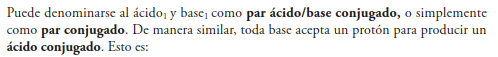 Puede denominarse al ácido₁ y base₁ como par ácido/base conjugado, o simplemente
como par conjugado. De manera similar, toda base acepta un protón para producir un
ácido conjugado. Esto es: